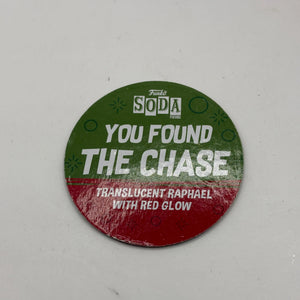 Funko
SODA
FIGURE
YOU FOUND
THE CHASE
TRANSLUCENT RAPHAEL
WITH RED GLOW